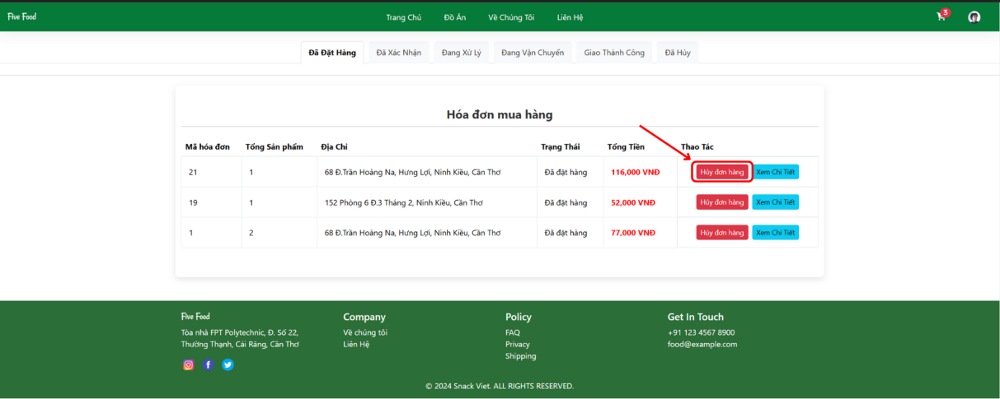 Five Food
Trang Chủ Đồ Ăn Về Chúng Tôi Liên Hệ
3
Đã Đặt Hàng Đã Xác Nhận Đang Xử Lý Đang Vận Chuyển Giao Thành Công Đã Hủy
Hóa đơn mua hàng
Mã hóa đơn Tổng Sản phẩm Địa Chỉ Trạng Thái Tổng Tiền Thao Tác
21 1 68 Đ.Trần Hoàng Na, Hưng Lợi, Ninh Kiều, Cần Thơ Đã đặt hàng 116,000 VNĐ Hủy đơn hàng Xem Chi Tiết
19 1 152 Phòng 6 Đ.3 Tháng 2, Ninh Kiều, Cần Thơ Đã đặt hàng 52,000 VNĐ Hủy đơn hàng Xem Chi Tiết
1 2 68 Đ.Trần Hoàng Na, Hưng Lợi, Ninh Kiều, Cần Thơ Đã đặt hàng 77,000 VNĐ Hủy đơn hàng Xem Chi Tiết
Five Food
Tòa nhà FPT Polytechnic, Đ. Số 22,
Thường Thạnh, Cái Răng, Cần Thơ
Company
Về chúng tôi
Liên Hệ
Policy
FAQ
Privacy
Shipping
Get In Touch
+91 123 4567 8900
food@example.com
© 2024 Snack Viet. ALL RIGHTS RESERVED.